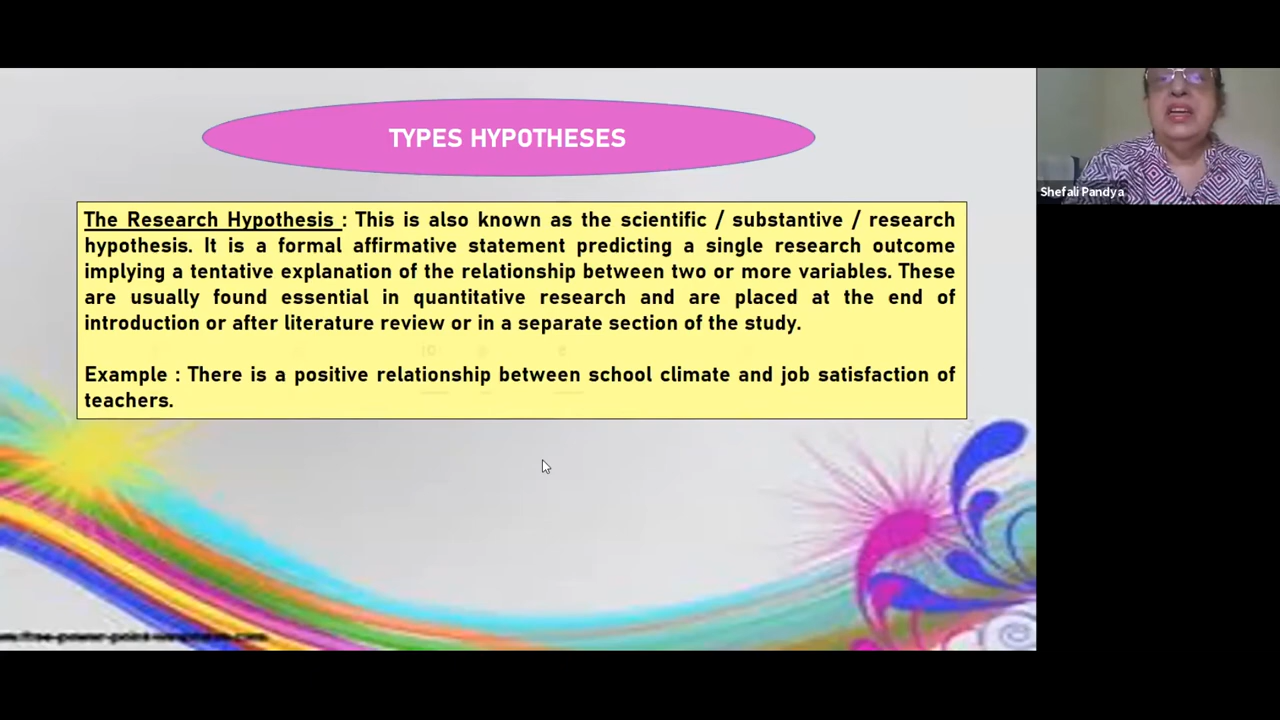 TYPES HYPOTHESES
The Research Hypothesis : This is also known as the scientific / substantive / research
hypothesis. It is a formal affirmative statement predicting a single research outcome
implying a tentative explanation of the relationship between two or more variables. These
are usually found essential in quantitative research and are placed at the end of
introduction or after literature review or in a separate section of the study.
Example : There is a positive relationship between school climate and job satisfaction of
teachers.
Shefali Pandya